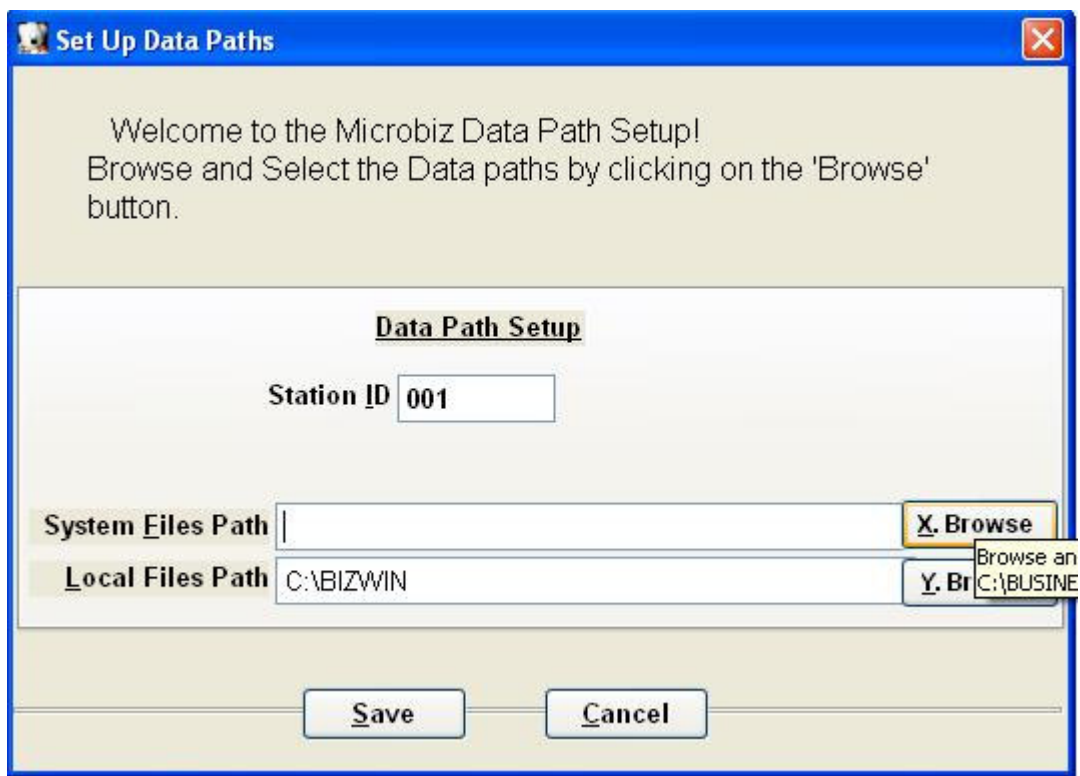 Set Up Data Paths
Welcome to the Microbiz Data Path Setup!
Browse and Select the Data paths by clicking on the 'Browse'
button.
Data Path Setup
Station ID 001
System Files Path X. Browse
Browse an
Local Files Path C:\BIZWIN Y. Br
C:\BUSINE
Save Cancel